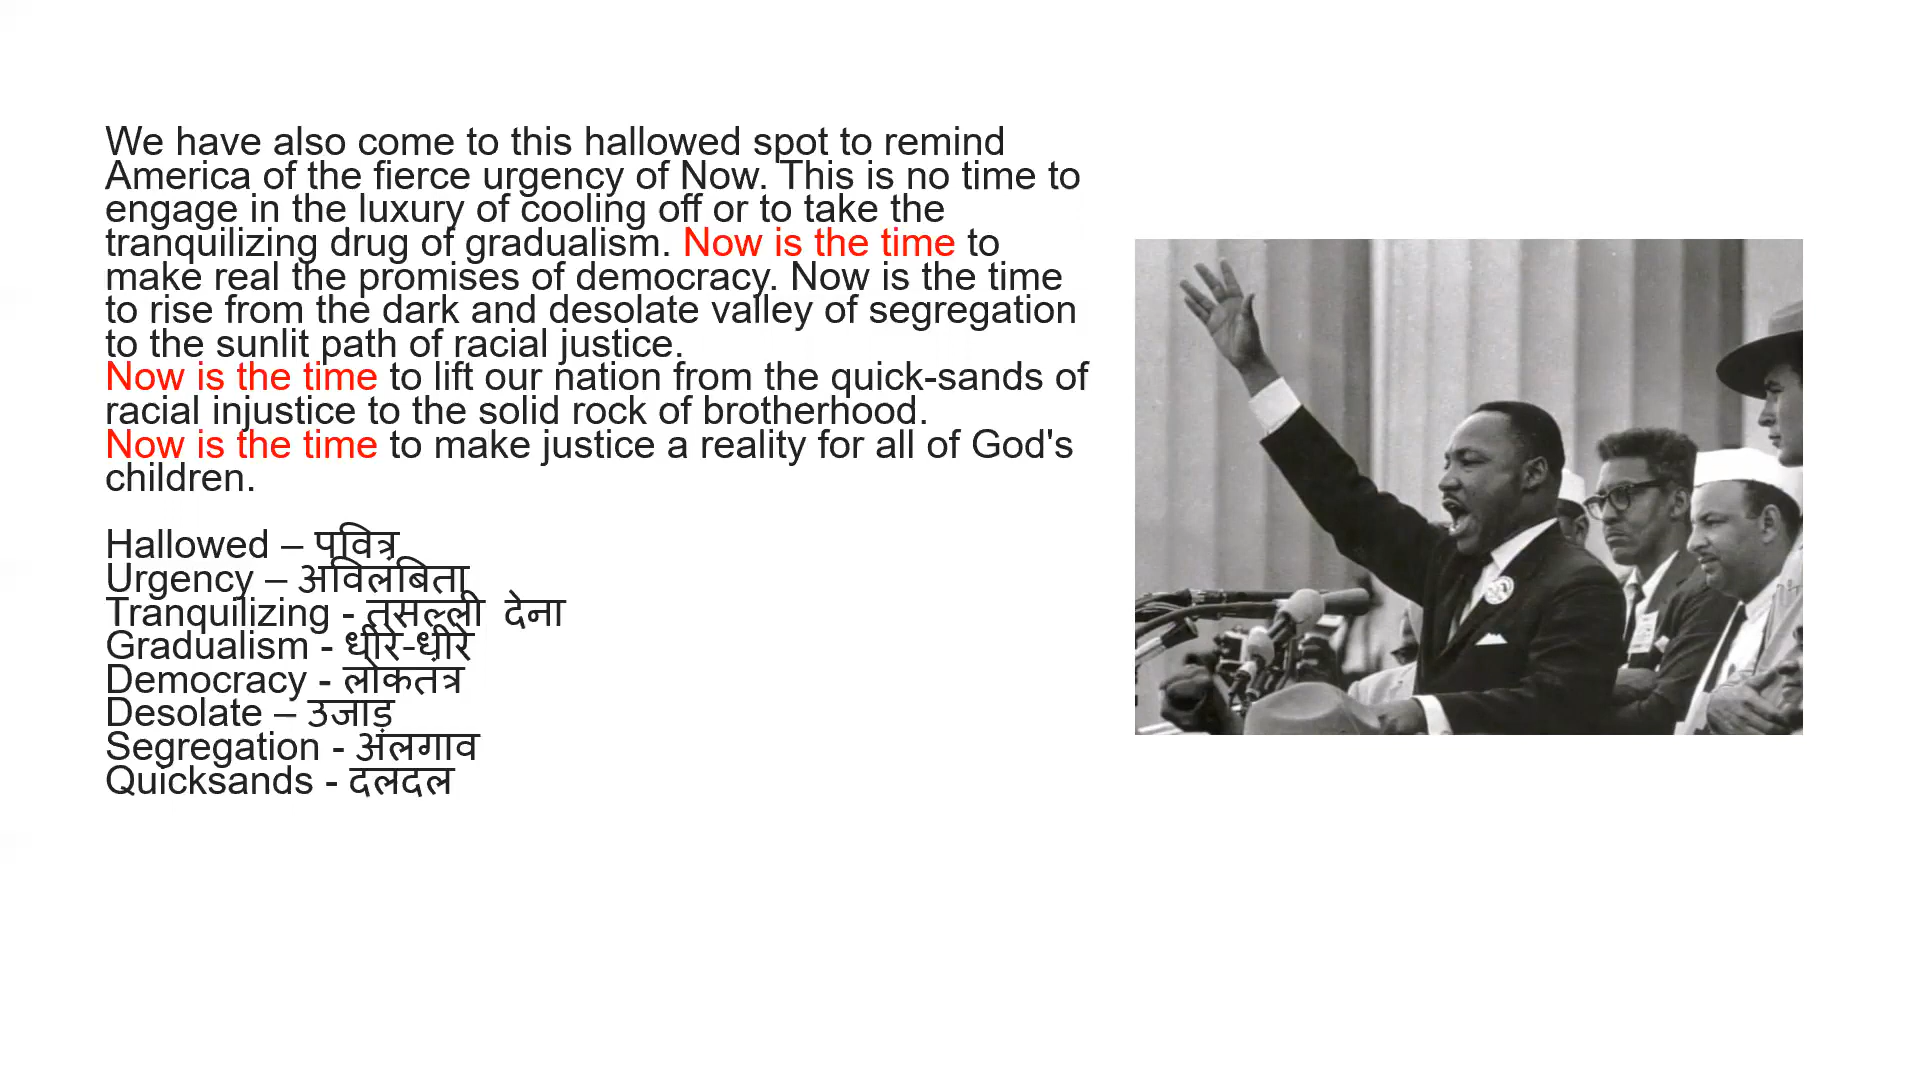 We have also come to this hallowed spot to remind
America of the fierce urgency of Now. This is no time to
engage in the luxury of cooling off or to take the
tranquilizing drug of gradualism. Now is the time to
make real the promises of democracy. Now is the time
to rise from the dark and desolate valley of segregation
to the sunlit path of racial justice.
Now is the time to lift our nation from the quick-sands of
racial injustice to the solid rock of brotherhood.
Now is the time to make justice a reality for all of God's
children.
Hallowed – पवित्र
Urgency – अविलंबिता
Tranquilizing - तसल्ली देना
Gradualism - धीरे-धीरे
Democracy - लोकतंत्र
Desolate – उजाड़
Segregation - अलगाव
Quicksands - दलदल